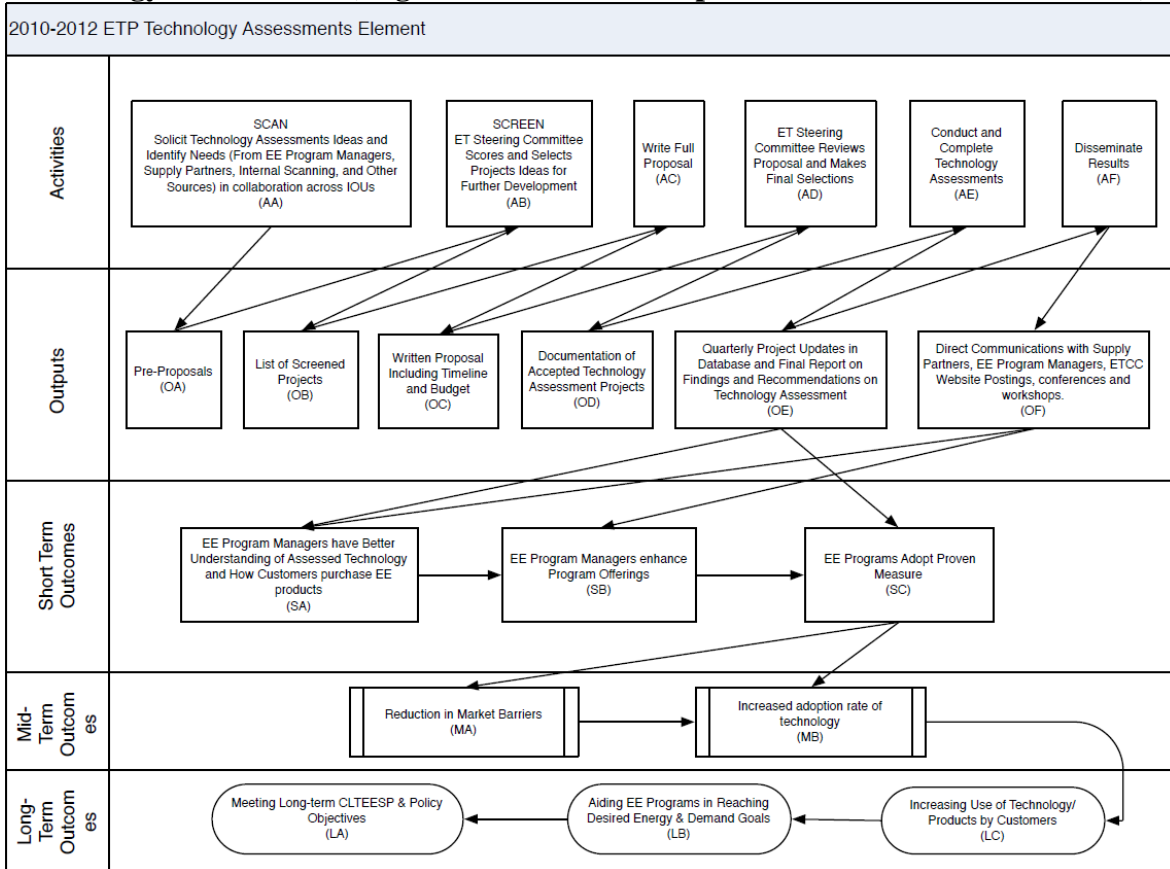 2010-2012 ETP Technology Assessments Element
Activities
SCAN
Solicit Technology Assessments Ideas and
Identify Needs (From EE Program Managers,
Supply Partners, Internal Scanning, and Other
Sources) in collaboration across IOUs
(AA)
SCREEN
ET Steering Committee
Scores and Selects
Projects Ideas for
Further Development
(AB)
Write Full
Proposal
(AC)
ET Steering
Committee Reviews
Proposal and Makes
Final Selections
(AD)
Conduct and
Complete
Technology
Assessments
(AE)
Disseminate
Results
(AF)
Outputs
Pre-Proposals
(OA)
List of Screened
Projects
(OB)
Written Proposal
Including Timeline
and Budget
(OC)
Documentation of
Accepted Technology
Assessment Projects
(OD)
Quarterly Project Updates in
Database and Final Report on
Findings and Recommendations on
Technology Assessment
(OE)
Direct Communications with Supply
Partners, EE Program Managers, ETCC
Website Postings, conferences and
workshops.
(OF)
Short Term
Outcomes
EE Program Managers have Better
Understanding of Assessed Technology
and How Customers purchase EE
products
(SA)
EE Program Managers enhance
Program Offerings
(SB)
EE Programs Adopt Proven
Measure
(SC)
Mid-
Term
Outcom
es
Reduction in Market Barriers
(MA)
Increased adoption rate of
technology
(MB)
Long-
Term
Outcom
es
Meeting Long-term CLTEESP & Policy
Objectives
(LA)
Aiding EE Programs in Reaching
Desired Energy & Demand Goals
(LB)
Increasing Use of Technology/
Products by Customers
(LC)